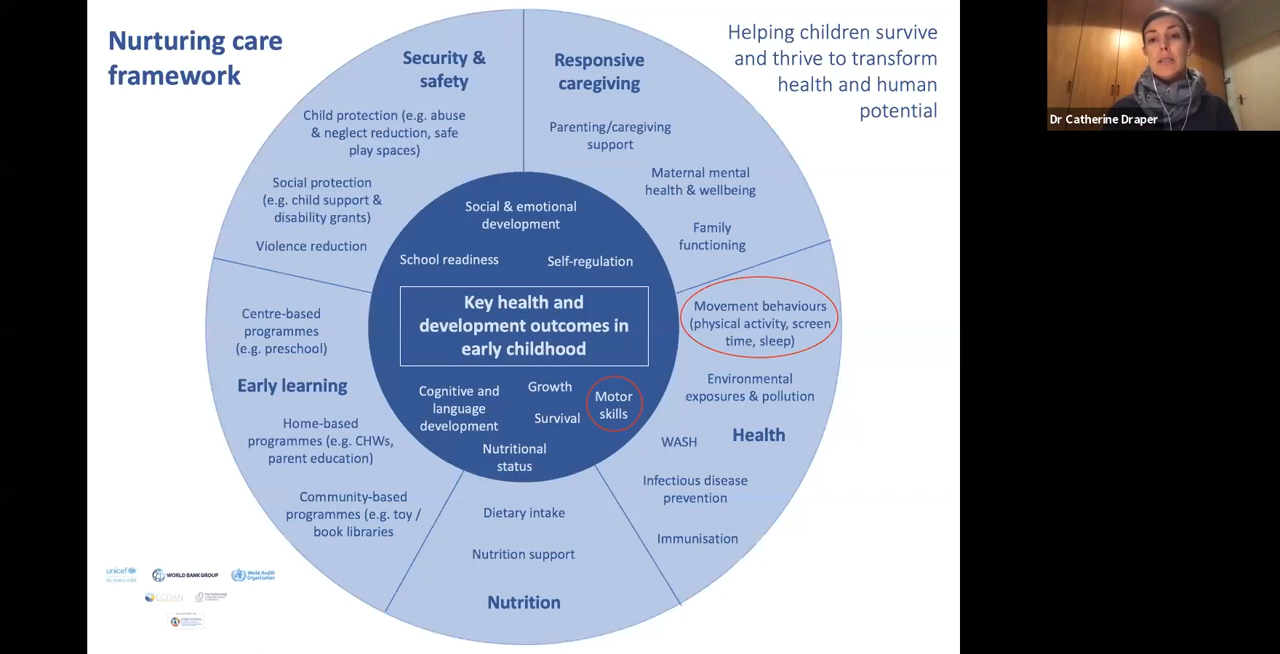 Nurturing care
framework
Helping children survive
and thrive to transform
health and human
potential
Security &
safety
Child protection (e.g. abuse
& neglect reduction, safe
play spaces)
Social protection
(e.g. child support &
disability grants)
Violence reduction
Responsive
caregiving
Parenting/caregiving
support
Maternal mental
health & wellbeing
Family
functioning
Social & emotional
development
School readiness
Self-regulation
Key health and
development outcomes in
early childhood
Cognitive and
language
development
Growth
Survival
Motor
skills
Nutritional
status
Movement behaviours
(physical activity, screen
time, sleep)
Environmental
exposures & pollution
WASH
Health
Infectious disease
prevention
Immunisation
Centre-based
programmes
(e.g. preschool)
Early learning
Home-based
programmes (e.g. CHWs,
parent education)
Community-based
programmes (e.g. toy /
book libraries
Dietary intake
Nutrition support
Nutrition
unicef
for every child
WORLD BANK GROUP
World Health
Organization
ECDAN
Dr Catherine Draper